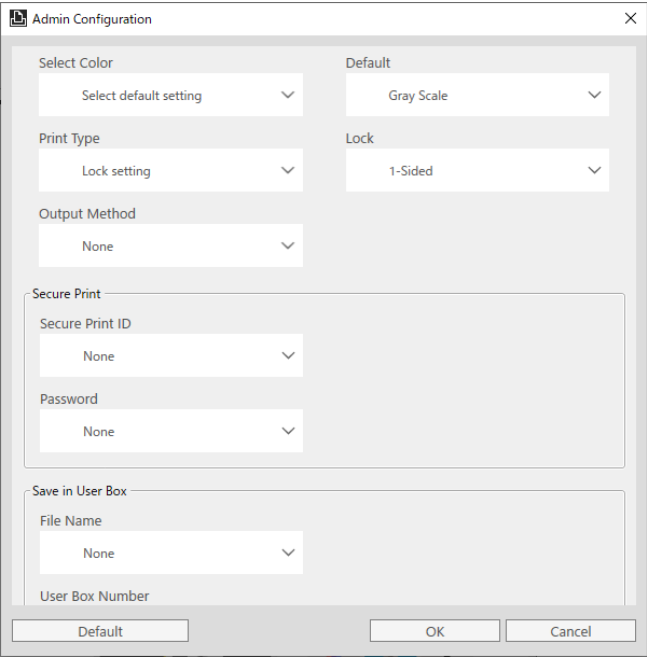 Admin Configuration
Select Color
Default
Select default setting
Gray Scale
Print Type
Lock
Lock setting
1-Sided
Output Method
None
Secure Print
Secure Print ID
None
Password
None
Save in User Box
File Name
None
User Box Number
Default
OK
Cancel